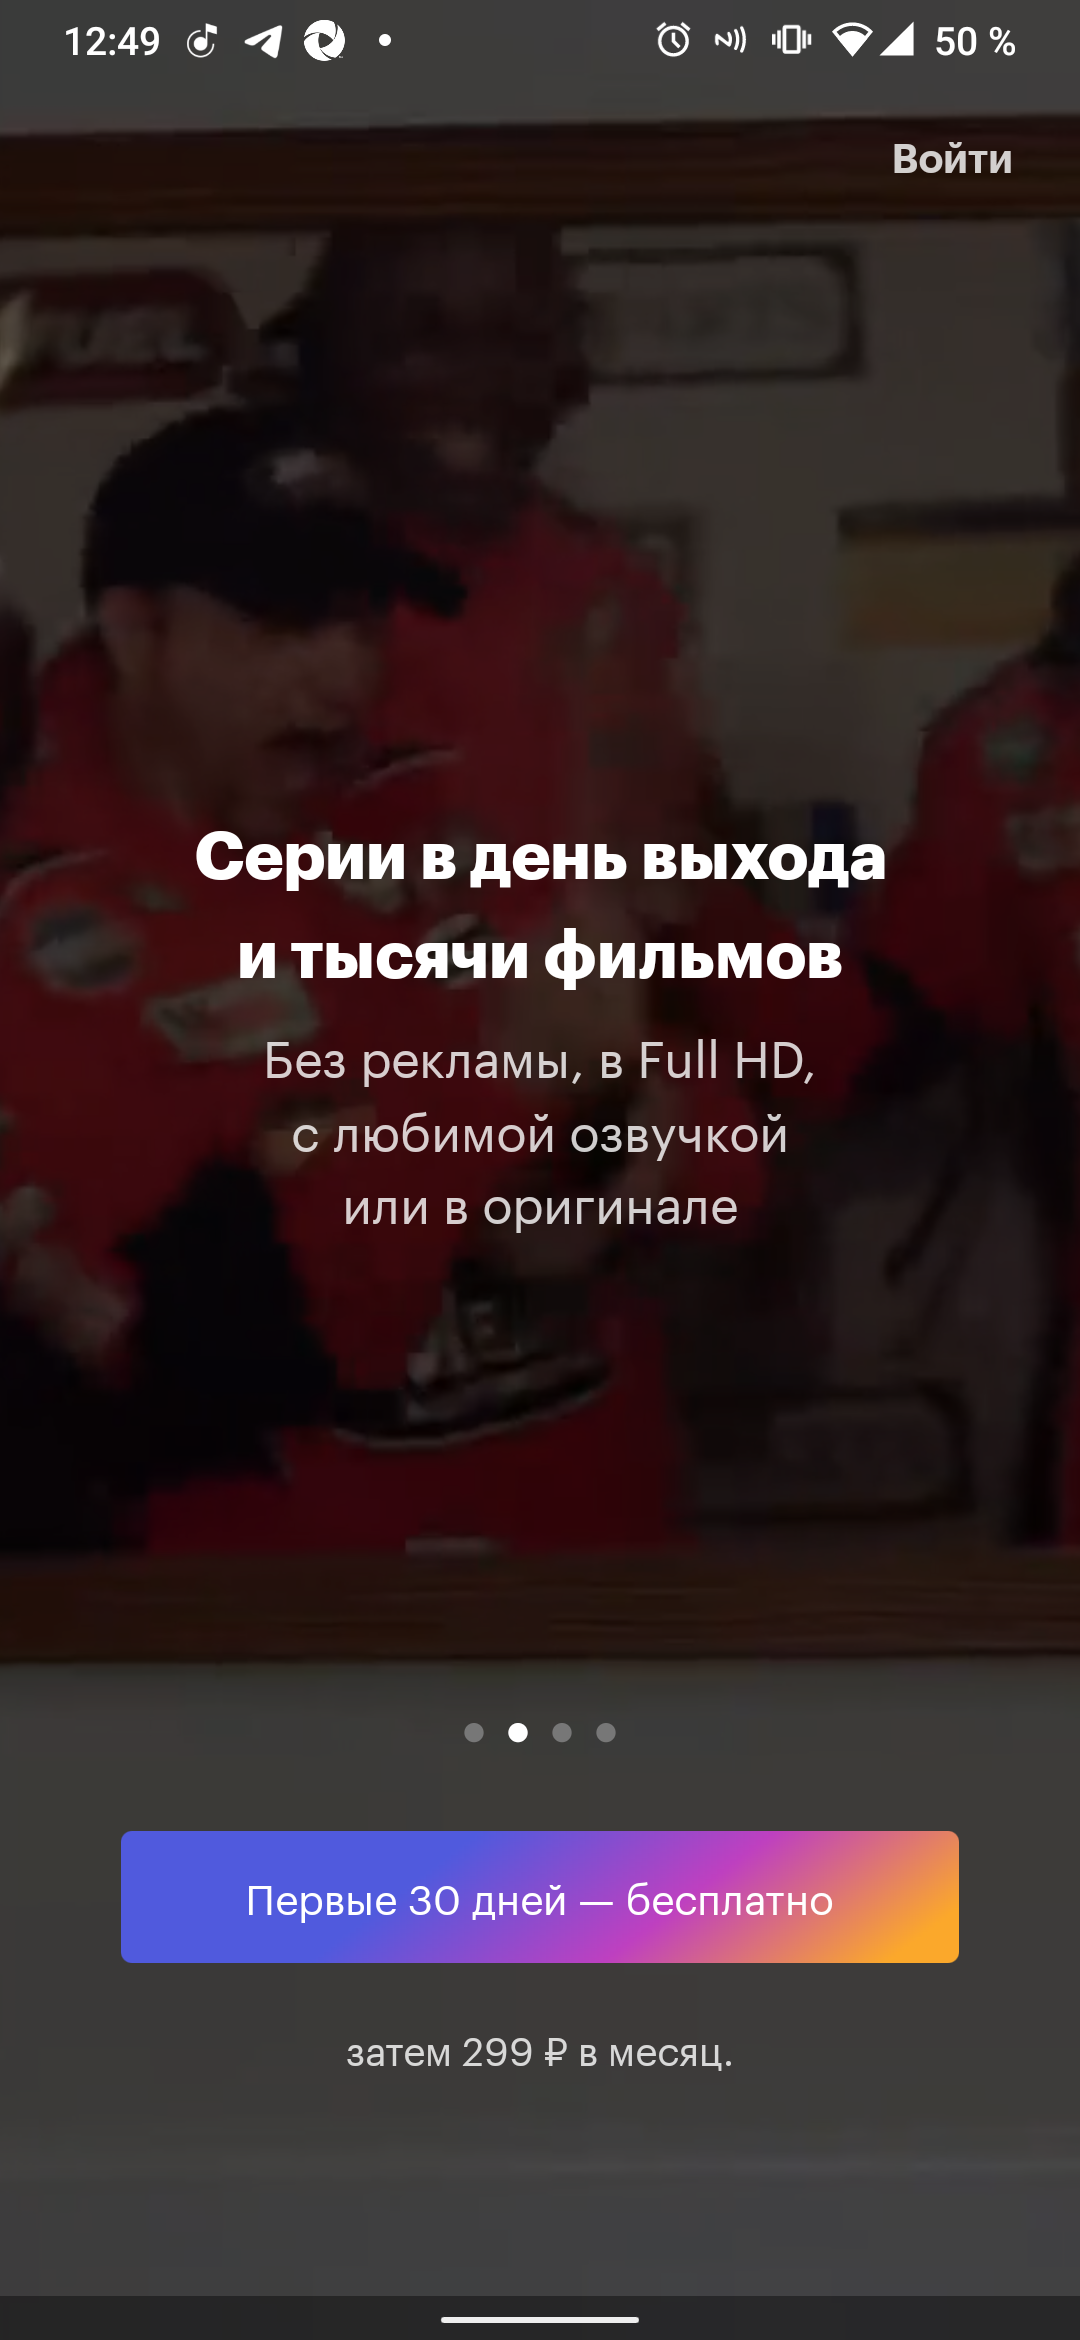 12:49
50 %
Войти
FUEL
Серии в день выхода
и тысячи фильмов
Без рекламы, в Full HD,
с любимой озвучкой
или в оригинале
Первые 30 дней — бесплатно
затем 299 ₽ в месяц.